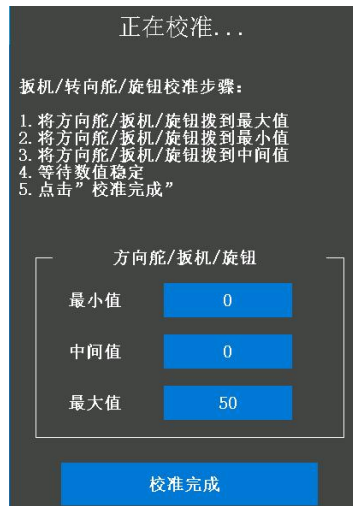 正在校准...
扳机/转向舵/旋钮校准步骤:
1. 将方向舵/扳机/旋钮拨到最大值
2. 将方向舵/扳机/旋钮拨到最小值
3. 将方向舵/扳机/旋钮拨到中间值
4. 等待数值稳定
5. 点击”校准完成”
方向舵/扳机/旋钮
最小值 0
中间值 0
最大值 50
校准完成